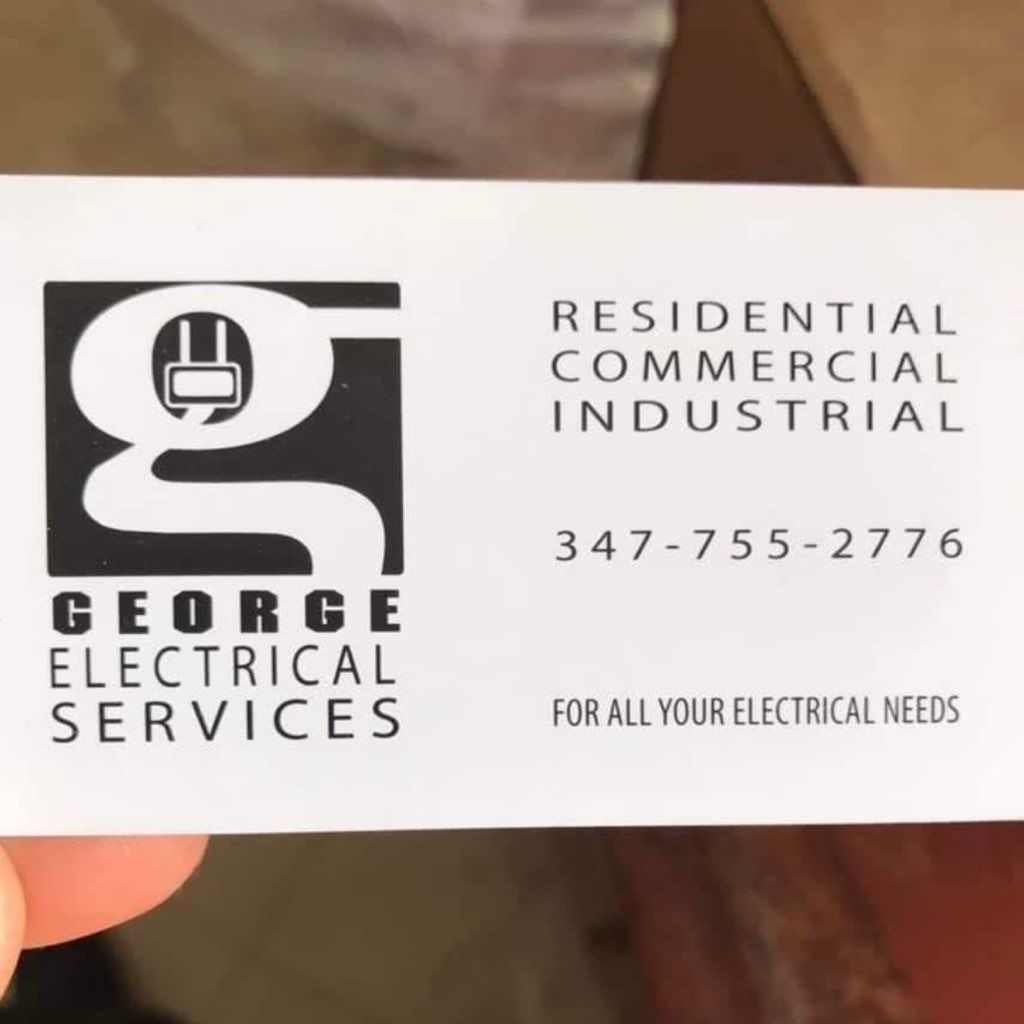 GEORGE
ELECTRICAL
SERVICES
RESIDENTIAL
COMMERCIAL
INDUSTRIAL
347-755-2776
FOR ALL YOUR ELECTRICAL NEEDS